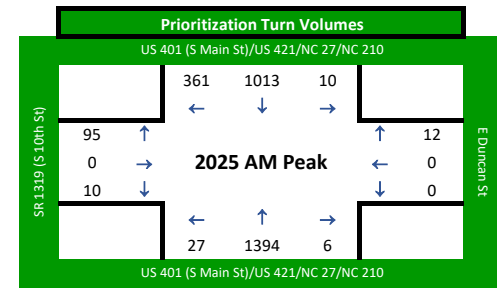 Prioritization Turn Volumes
US 401 (S Main St)/US 421/NC 27/NC 210
361 1013 10
← ↓ →
SR 1319 (S 10th St)
95 ↑ ↑ 12
0 → 2025 AM Peak ← 0
10 ↓ ↓ 0
E Duncan St
← ↑ →
27 1394 6
US 401 (S Main St)/US 421/NC 27/NC 210